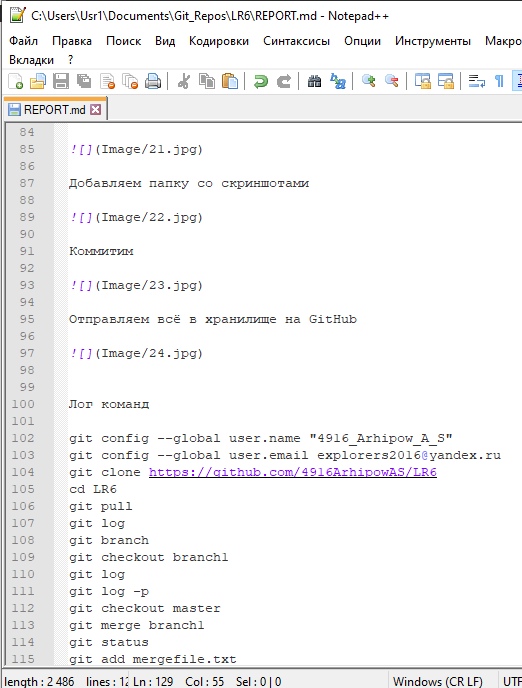 C:\Users\Usr1\Documents\Git_Repos\LR6\REPORT.md - Notepad++
Файл Правка Поиск Вид Кодировки Синтаксисы Опции Инструменты Макро
Вкладки ?
REPORT.md
84
85 ![](Image/21.jpg)
86
87 Добавляем папку со скриншотами
88
89 ![](Image/22.jpg)
90
91 Коммитим
92
93 ![](Image/23.jpg)
94
95 Отправляем всё в хранилище на GitHub
96
97 ![](Image/24.jpg)
98
99
100 Лог команд
101
102 git config --global user.name "4916_Arhipow_A_S"
103 git config --global user.email explorers2016@yandex.ru
104 git clone https://github.com/4916ArhipowAS/LR6
105 cd LR6
106 git pull
107 git log
108 git branch
109 git checkout branch1
110 git log
111 git log -p
112 git checkout master
113 git merge branch1
114 git status
115 git add mergefile.txt
length : 2 486 lines : 12 Ln : 129 Col : 55 Sel : 0 | 0 Windows (CR LF) UTF